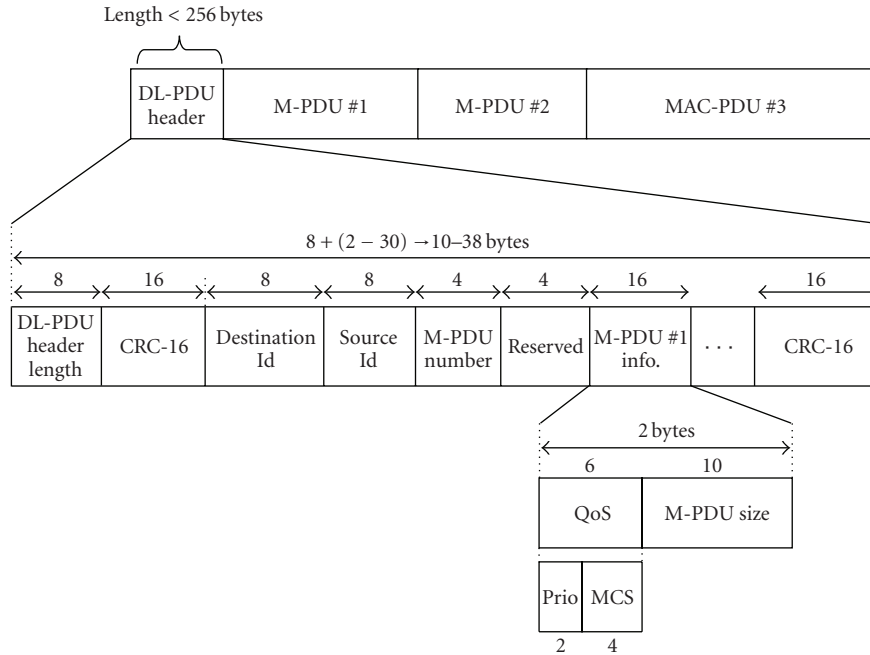 Length < 256 bytes
DL-PDU
header
M-PDU #1
M-PDU #2
MAC-PDU #3
8 + (2 − 30) →10–38 bytes
8
16
8
8
4
4
16
16
DL-PDU
header
length
CRC-16
Destination
Id
Source
Id
M-PDU
number
Reserved
M-PDU #1
info.
· · ·
CRC-16
2 bytes
6
10
QoS
M-PDU size
Prio
MCS
2
4